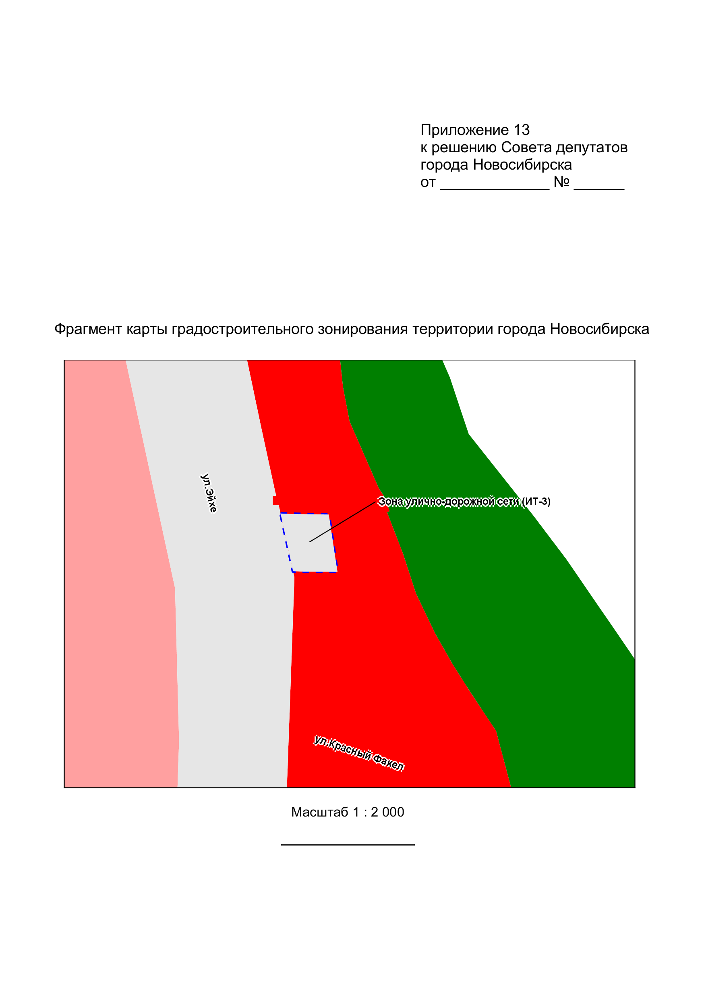 Приложение 13
к решению Совета депутатов
города Новосибирска
от _____________ № ______
Фрагмент карты градостроительного зонирования территории города Новосибирска
ул.Эйхе
Зона улично-дорожной сети (ИТ-3)
ул.Красный Факел
Масштаб 1 : 2 000